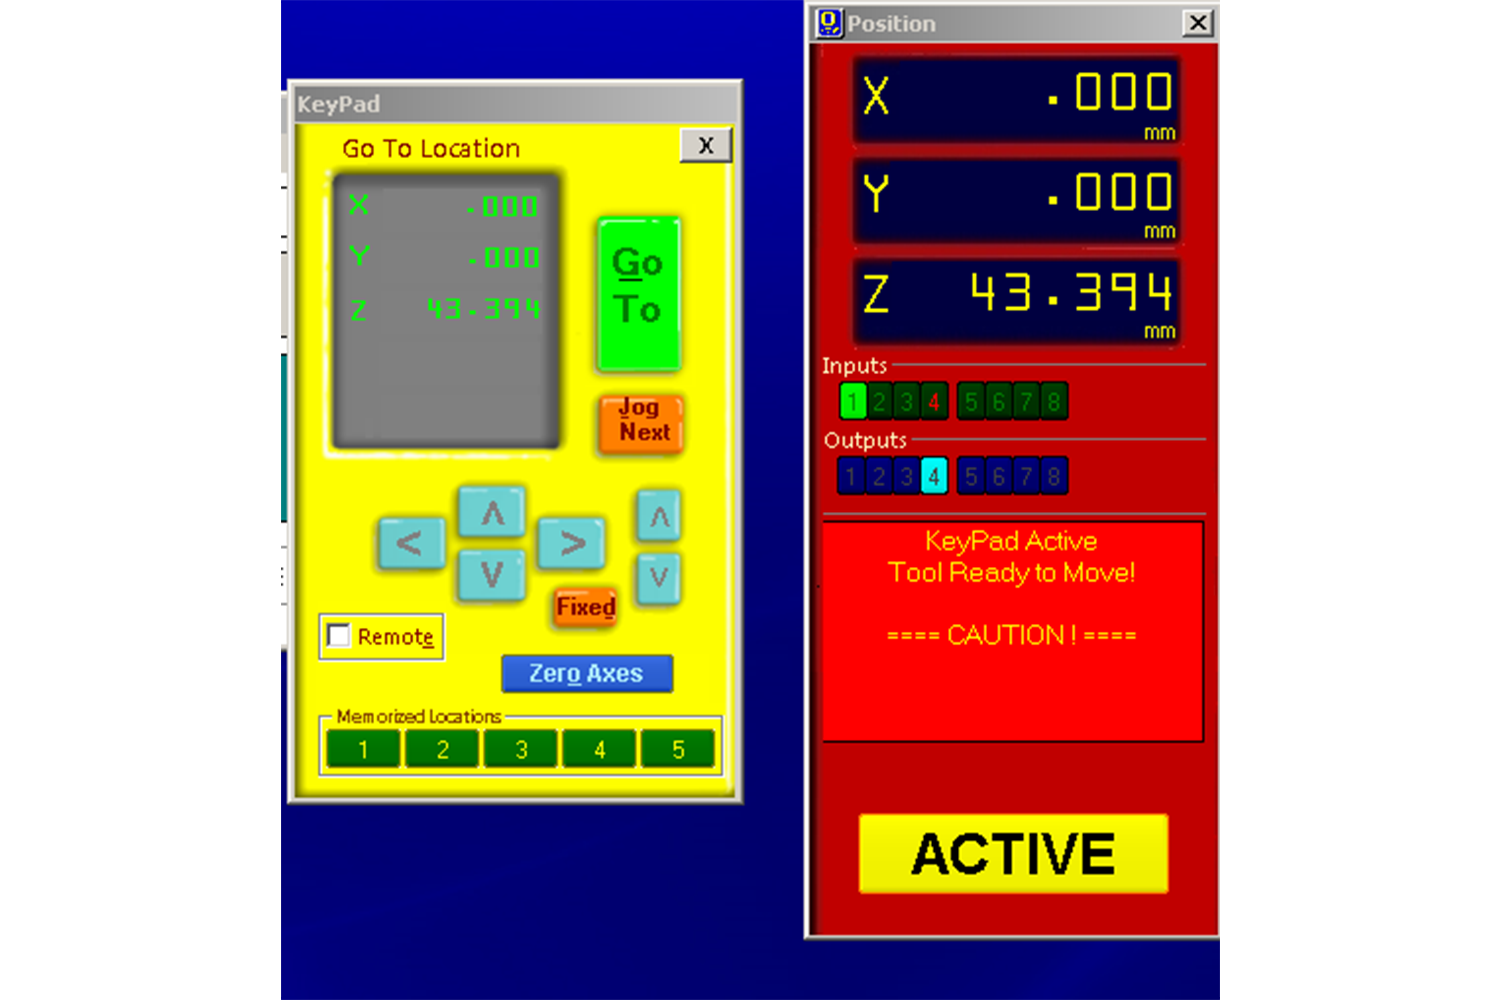 KeyPad
Go To Location
X
X .000
Y .000
Z 43.394
Go
To
Jog
Next
<
^
V
>
^
V
Fixed
Remote
Zero Axes
Memorized Locations
1 2 3 4 5
Position
X .000
mm
Y .000
mm
Z 43.394
mm
Inputs
1 2 3 4 5 6 7 8
Outputs
1 2 3 4 5 6 7 8
KeyPad Active
Tool Ready to Move!
==== CAUTION ! ====
ACTIVE